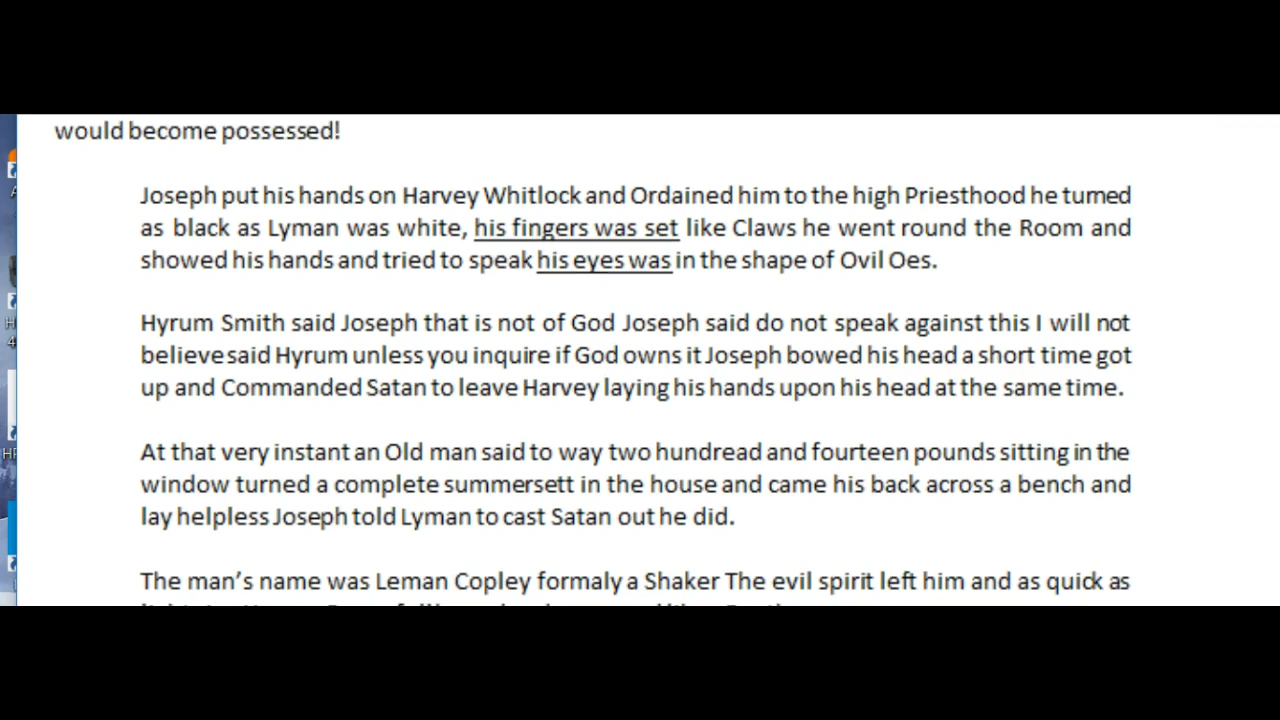 would become possessed!
Joseph put his hands on Harvey Whitlock and Ordained him to the high Priesthood he turned
as black as Lyman was white, his fingers was set like Claws he went round the Room and
showed his hands and tried to speak his eyes was in the shape of Ovil Oes.
Hyrum Smith said Joseph that is not of God Joseph said do not speak against this I will not
believe said Hyrum unless you inquire if God owns it Joseph bowed his head a short time got
up and Commanded Satan to leave Harvey laying his hands upon his head at the same time.
At that very instant an Old man said to way two hundread and fourteen pounds sitting in the
window turned a complete summersett in the house and came his back across a bench and
lay helpless Joseph told Lyman to cast Satan out he did.
The man's name was Leman Copley formaly a Shaker The evil spirit left him and as quick as